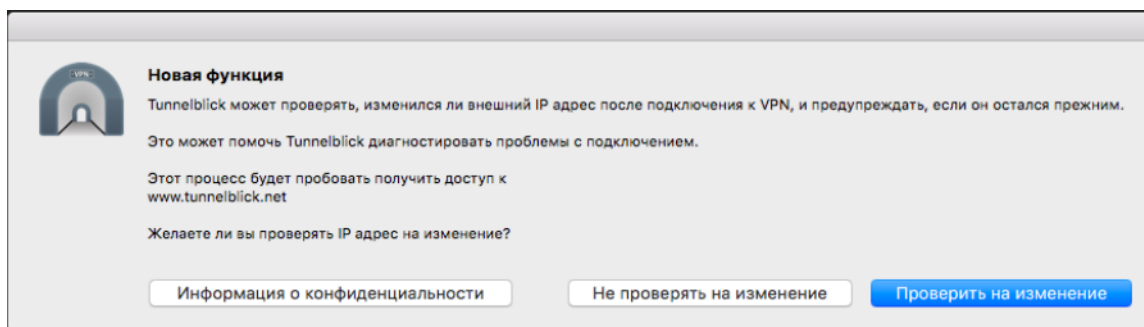 VPN
Новая функция
Tunnelblick может проверять, изменился ли внешний IP адрес после подключения к VPN, и предупреждать, если он остался прежним.
Это может помочь Tunnelblick диагностировать проблемы с подключением.
Этот процесс будет пробовать получить доступ к
www.tunnelblick.net
Желаете ли вы проверять IP адрес на изменение?
Информация о конфиденциальности
Не проверять на изменение
Проверить на изменение